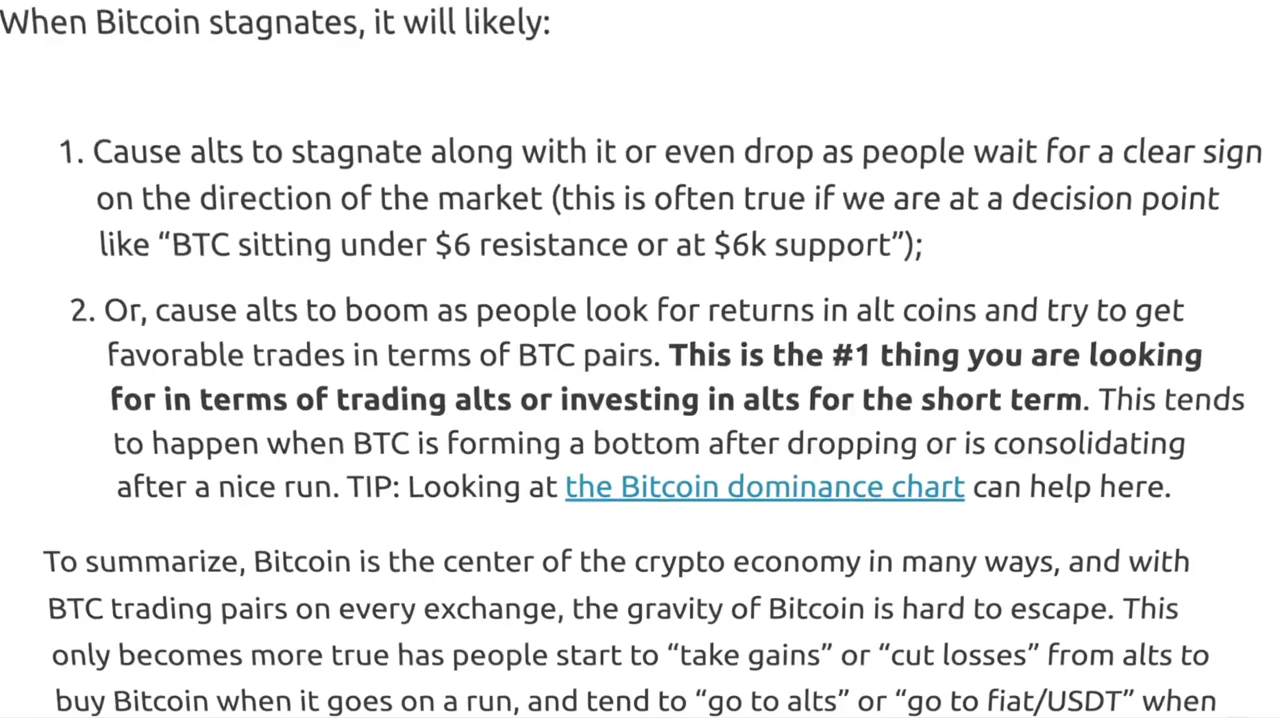 When Bitcoin stagnates, it will likely:
1. Cause alts to stagnate along with it or even drop as people wait for a clear sign
on the direction of the market (this is often true if we are at a decision point
like “BTC sitting under $6 resistance or at $6k support”);
2. Or, cause alts to boom as people look for returns in alt coins and try to get
favorable trades in terms of BTC pairs. This is the #1 thing you are looking
for in terms of trading alts or investing in alts for the short term. This tends
to happen when BTC is forming a bottom after dropping or is consolidating
after a nice run. TIP: Looking at the Bitcoin dominance chart can help here.
To summarize, Bitcoin is the center of the crypto economy in many ways, and with
BTC trading pairs on every exchange, the gravity of Bitcoin is hard to escape. This
only becomes more true has people start to “take gains” or “cut losses” from alts to
buy Bitcoin when it goes on a run, and tend to “go to alts” or “go to fiat/USDT” when